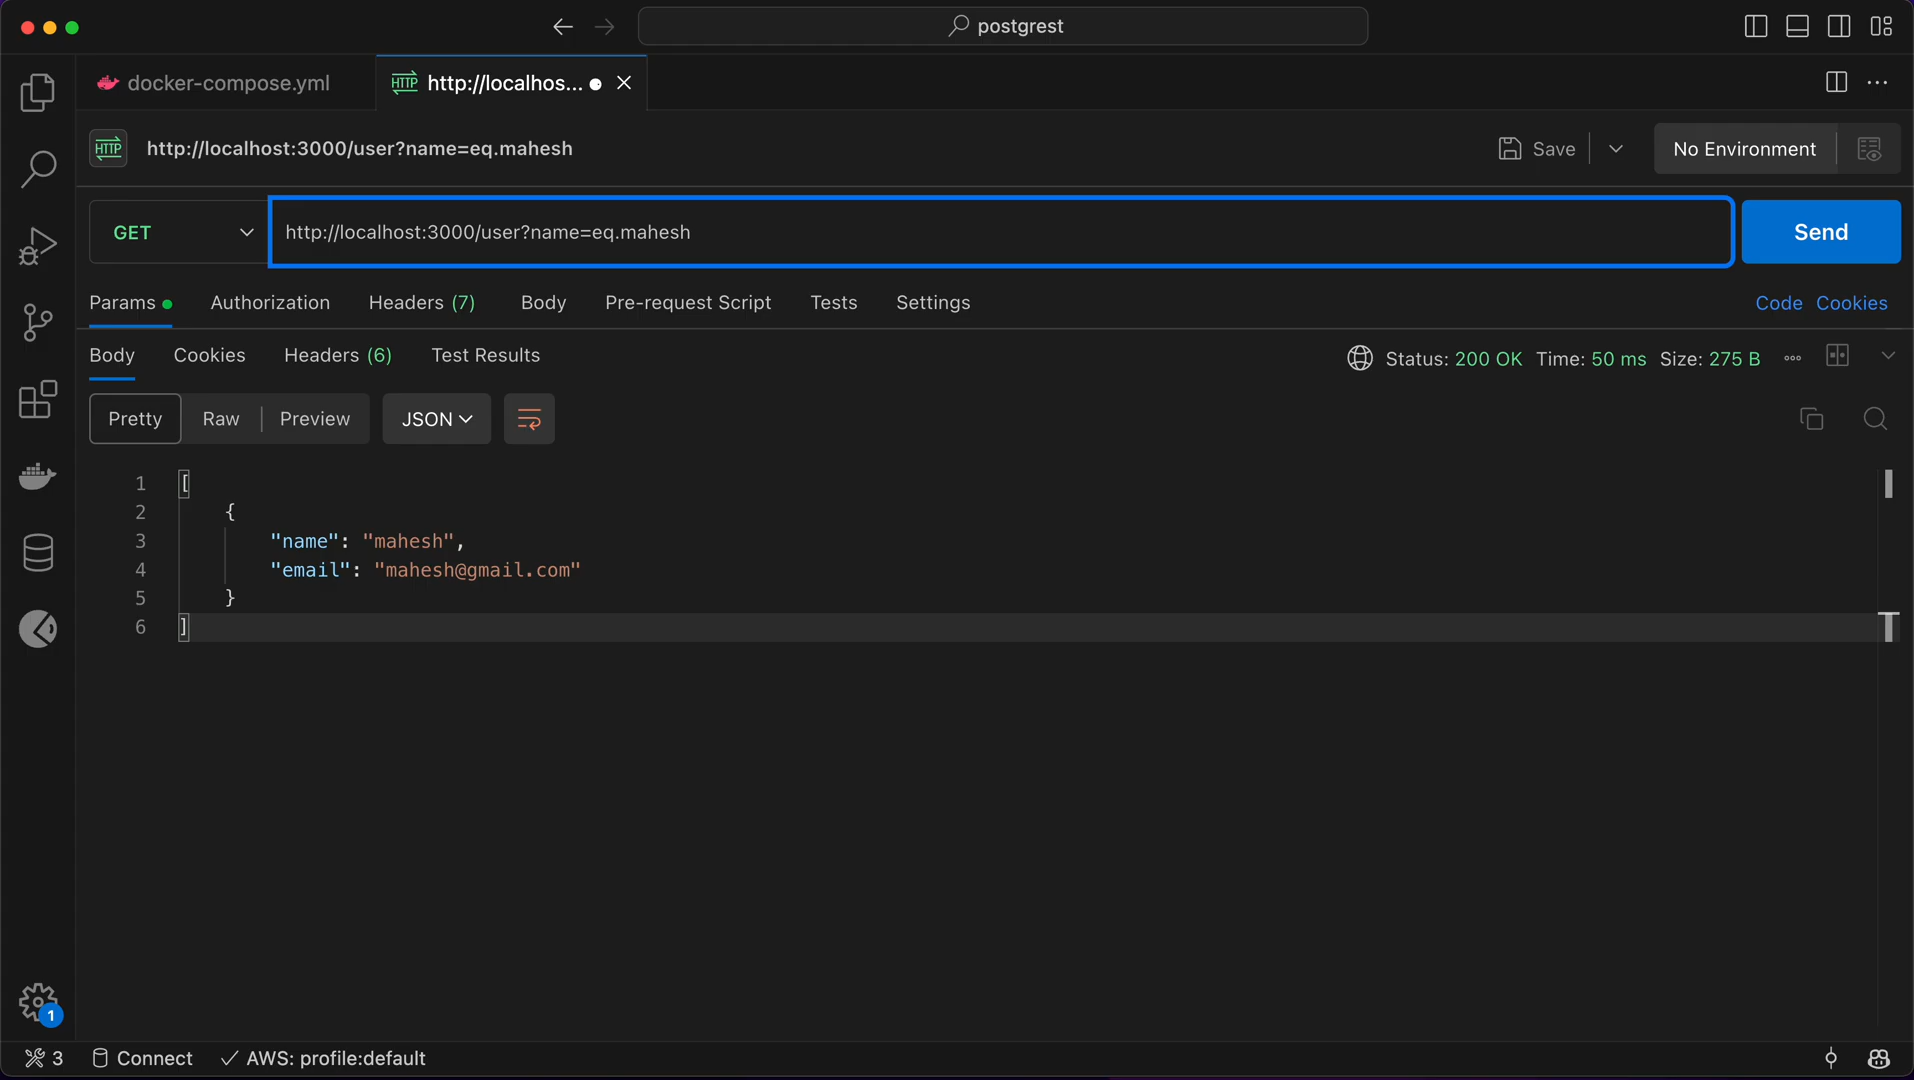 postgrest
docker-compose.yml
HTTP http://localhos...
HTTP http://localhost:3000/user?name=eq.mahesh
Save
No Environment
GET
http://localhost:3000/user?name=eq.mahesh
Send
Params Authorization Headers (7) Body Pre-request Script Tests Settings
Code Cookies
Body Cookies Headers (6) Test Results
Status: 200 OK Time: 50 ms Size: 275 B
Pretty Raw Preview JSON
1 [
2 {
3 "name": "mahesh",
4 "email": "mahesh@gmail.com"
5 }
6 ]
1
3 Connect AWS: profile:default